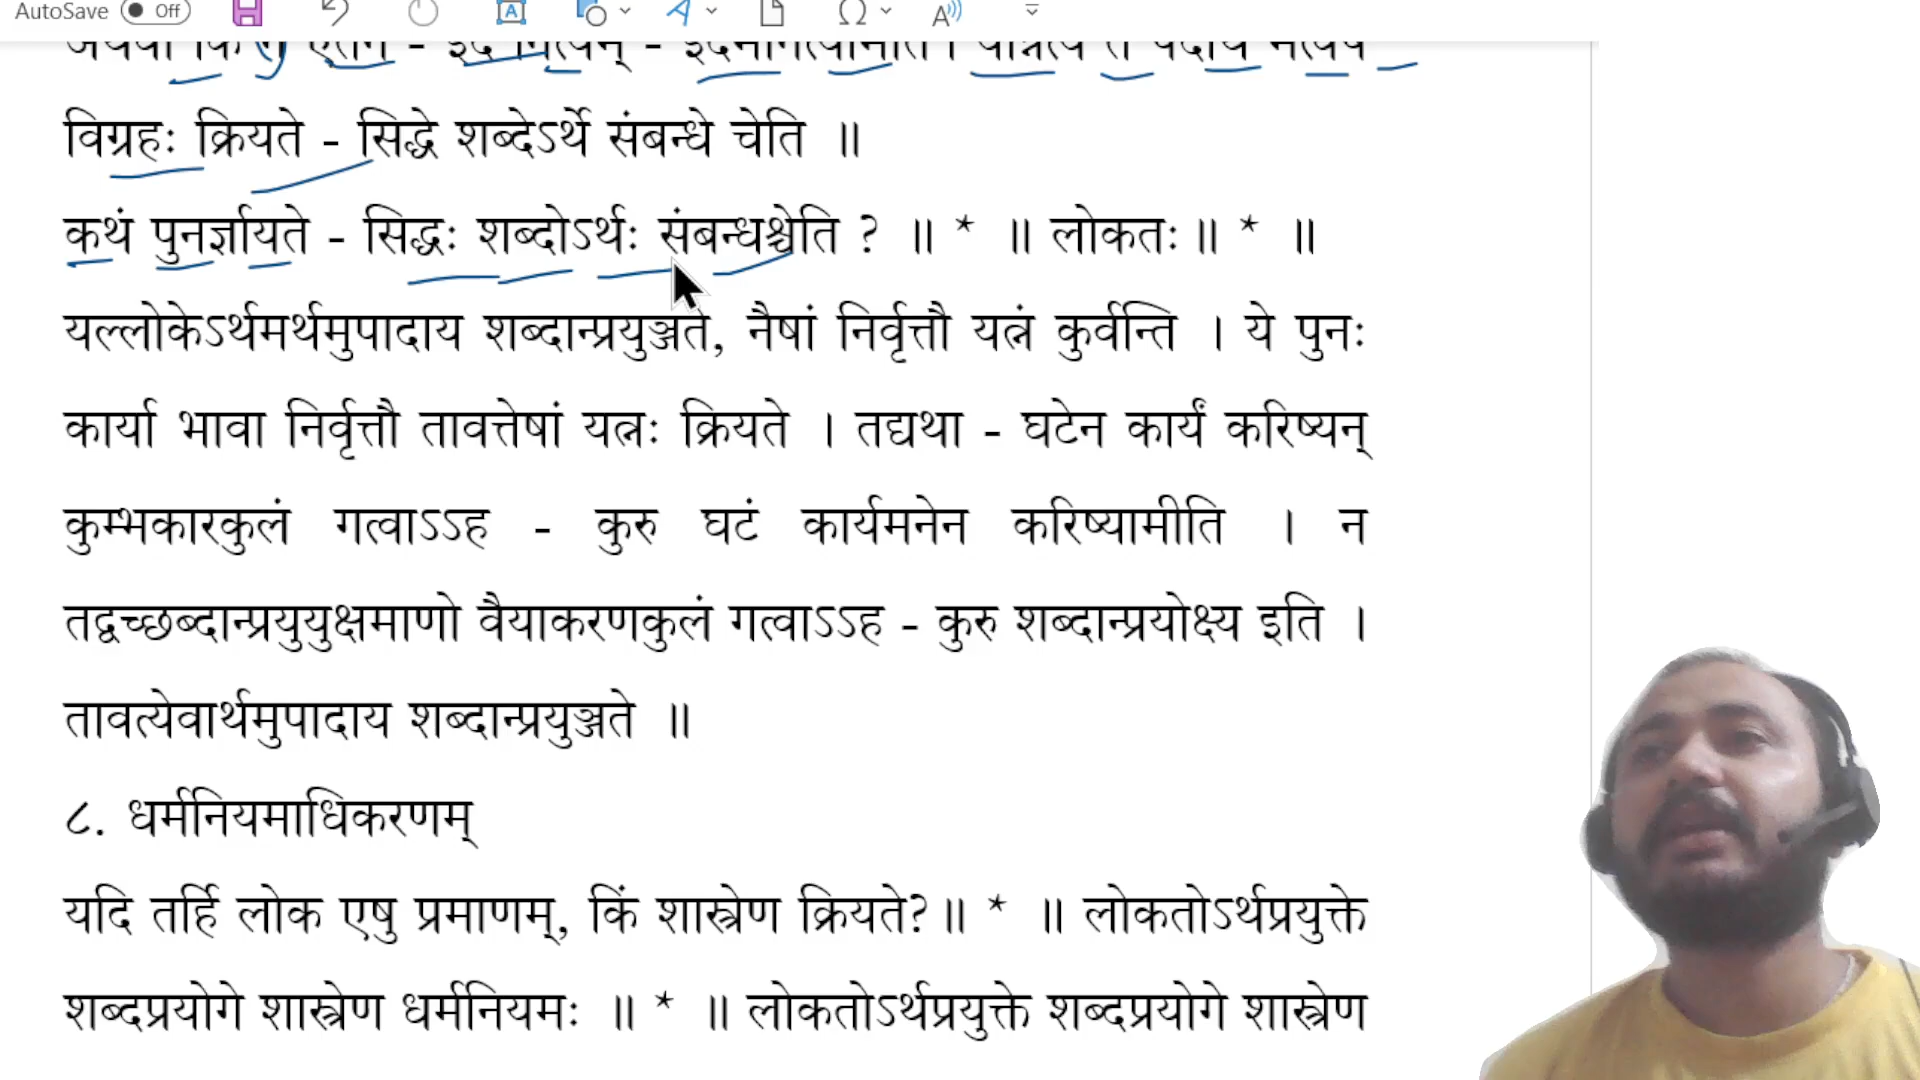 AutoSave Off
विग्रहः क्रियते - सिद्धे शब्देऽर्थे संबन्धे चेति ॥
कथं पुनर्ज्ञायते - सिद्धः शब्दोऽर्थः संबन्धश्चेति ? ॥ * ॥ लोकतः ॥ * ॥
यल्लोकेऽर्थमर्थमुपादाय शब्दान्प्रयुञ्जते, नैषां निर्वृत्तौ यत्नं कुर्वन्ति । ये पुनः
कार्या भावा निर्वृत्तौ तावत्तेषां यत्नः क्रियते । तद्यथा - घटेन कार्यं करिष्यन्
कुम्भकारकुलं गत्वाऽऽह - कुरु घटं कार्यमनेन करिष्यामीति । न
तद्वच्छब्दान्प्रयुयुक्षमाणो वैयाकरणकुलं गत्वाऽऽह - कुरु शब्दान्प्रयोक्ष्य इति ।
तावत्येवार्थमुपादाय शब्दान्प्रयुञ्जते ॥
८. धर्मनियमाधिकरणम्
यदि तर्हि लोक एषु प्रमाणम्, किं शास्त्रेण क्रियते? ॥ * ॥ लोकतोऽर्थप्रयुक्ते
शब्दप्रयोगे शास्त्रेण धर्मनियमः ॥ * ॥ लोकतोऽर्थप्रयुक्ते शब्दप्रयोगे शास्त्रेण